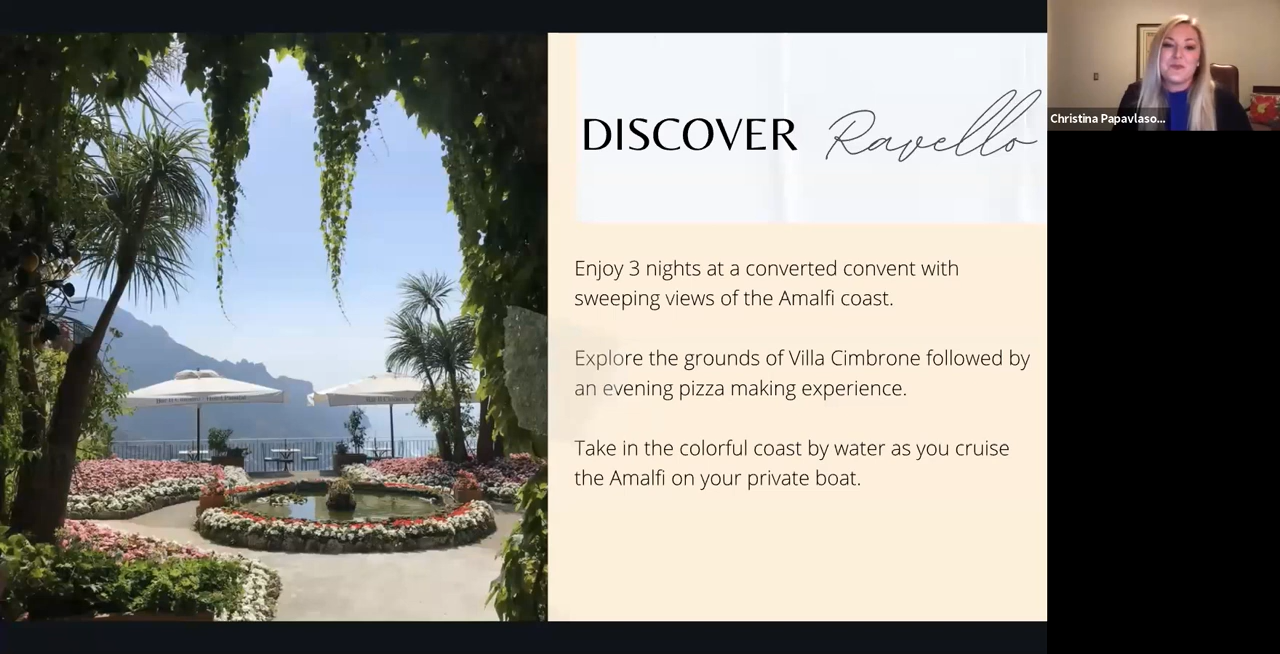 DISCOVER Ravello
Enjoy 3 nights at a converted convent with
sweeping views of the Amalfi coast.
Explore the grounds of Villa Cimbrone followed by
an evening pizza making experience.
Take in the colorful coast by water as you cruise
the Amalfi on your private boat.
Christina Papavlaso...